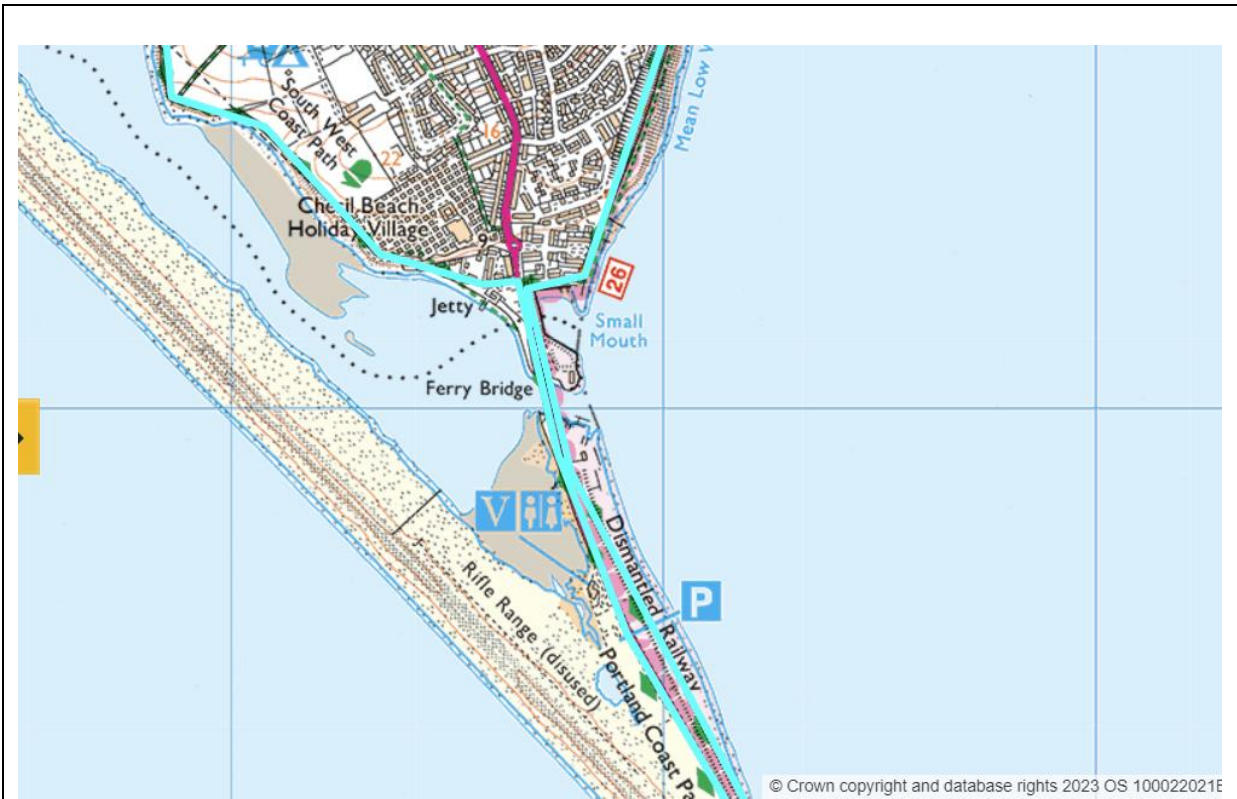 Mean Low
South West
Coast Path
16
22
Chesil Beach
Holiday Village
9
26
Jetty
Small
Mouth
Ferry Bridge
V
Dismantled Railway
P
Rifle Range (disused)
Portland Coast Pa
© Crown copyright and database rights 2023 OS 100022021